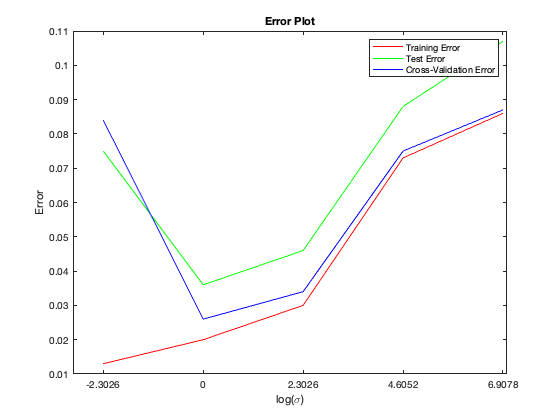 Error Plot
0.11
0.1
0.09
0.08
0.07
0.06
0.05
0.04
0.03
0.02
0.01
Error
Training Error
Test Error
Cross-Validation Error
-2.3026 0 2.3026 4.6052 6.9078
log(σ)